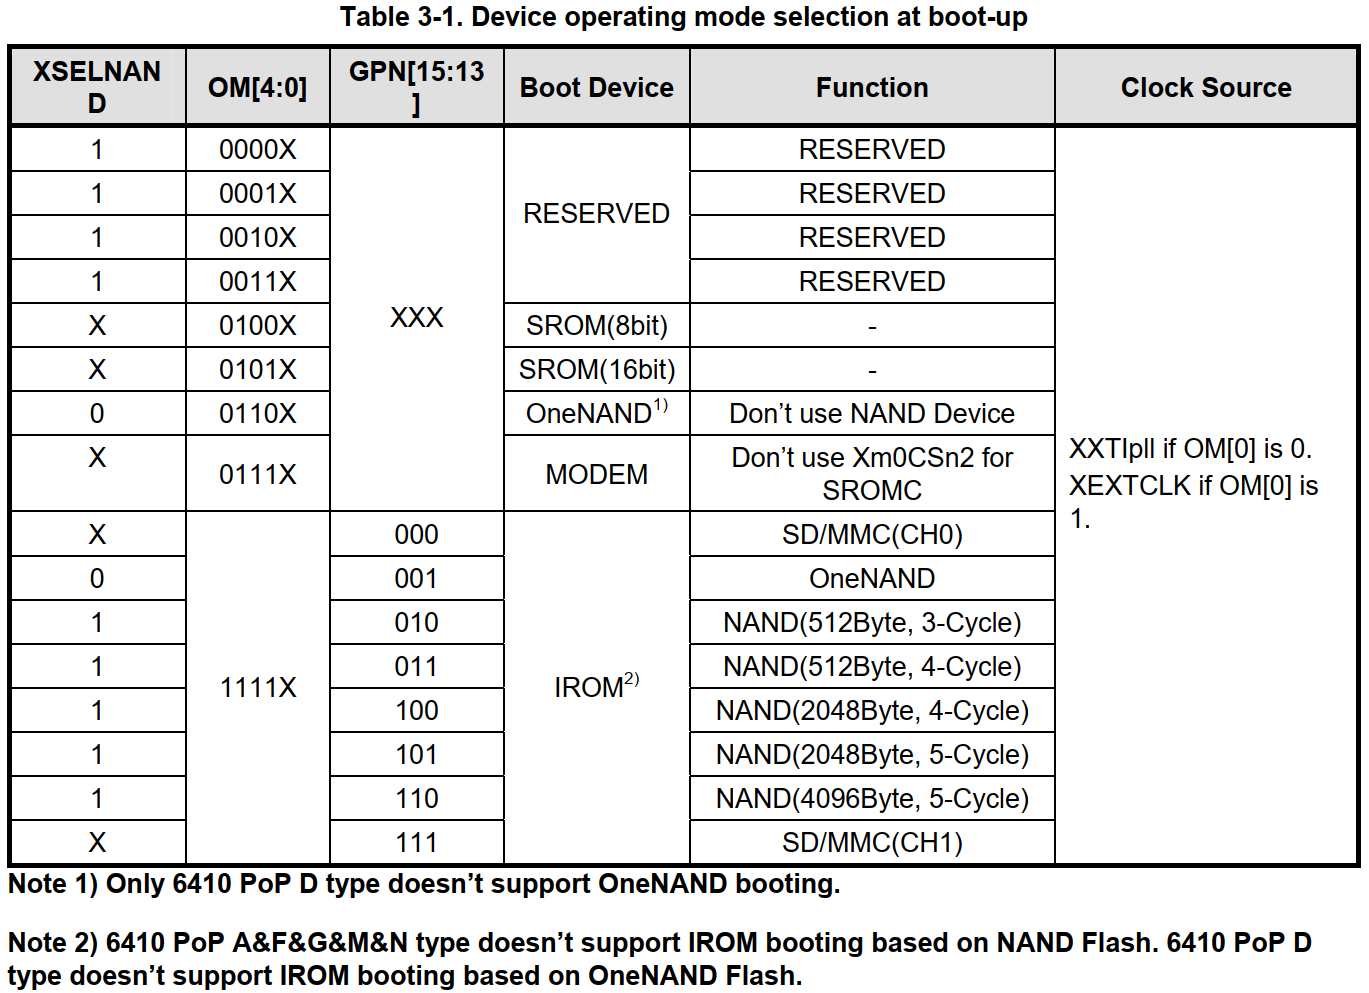 Table 3-1. Device operating mode selection at boot-up
XSELNAN
D
OM[4:0]
GPN[15:13
]
Boot Device
Function
Clock Source
1
0000X
XXX
RESERVED
RESERVED
1
0001X
RESERVED
1
0010X
RESERVED
1
0011X
RESERVED
X
0100X
SROM(8bit)
-
X
0101X
SROM(16bit)
-
0
0110X
OneNAND1)
Don’t use NAND Device
X
0111X
MODEM
Don’t use Xm0CSn2 for
SROMC
XXTIpll if OM[0] is 0.
XEXTCLK if OM[0] is
1.
X
1111X
000
IROM2)
SD/MMC(CH0)
0
001
OneNAND
1
010
NAND(512Byte, 3-Cycle)
1
011
NAND(512Byte, 4-Cycle)
1
100
NAND(2048Byte, 4-Cycle)
1
101
NAND(2048Byte, 5-Cycle)
1
110
NAND(4096Byte, 5-Cycle)
X
111
SD/MMC(CH1)
Note 1) Only 6410 PoP D type doesn’t support OneNAND booting.
Note 2) 6410 PoP A&F&G&M&N type doesn’t support IROM booting based on NAND Flash. 6410 PoP D
type doesn’t support IROM booting based on OneNAND Flash.